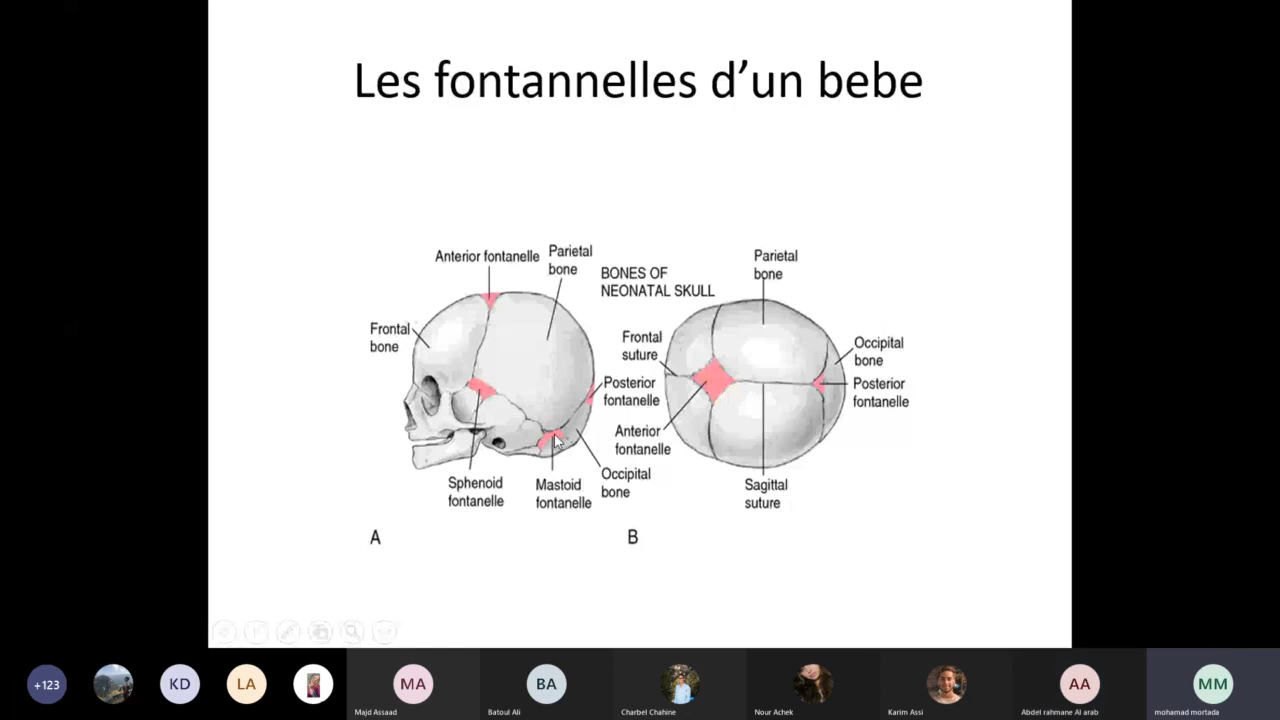 Les fontannelles d’un bebe
Anterior fontanelle
Parietal
bone
BONES OF
NEONATAL SKULL
Parietal
bone
Frontal
bone
Frontal
suture
Occipital
bone
Posterior
fontanelle
Posterior
fontanelle
Anterior
fontanelle
Sphenoid
fontanelle
Mastoid
fontanelle
Occipital
bone
Sagittal
suture
A
B
+123
KD
LA
MA
BA
AA
MM
Majd Assaad
Batoul Ali
Charbel Chahine
Nour Achek
Karim Assi
Abdel rahmane Al arab
mohamad mortada